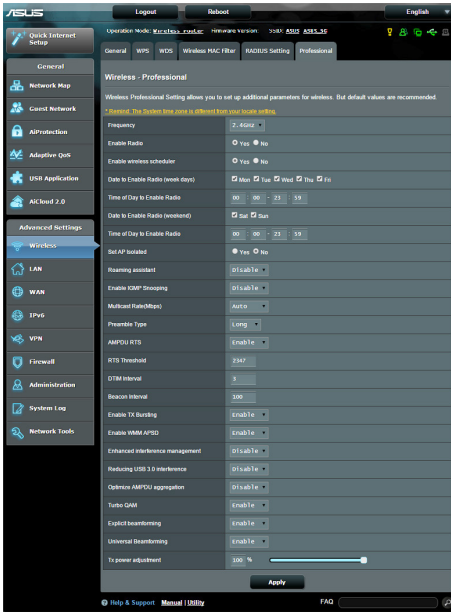 ASUS Logout Reboot English
Quick Internet Setup
Operation Mode: Wireless router Firmware Version: SSID: ASUS ASUS_5G
General WPS WDS Wireless MAC Filter RADIUS Setting Professional
General
Network Map
Guest Network
AiProtection
Adaptive QoS
USB Application
AiCloud 2.0
Advanced Settings
Wireless
LAN
WAN
IPv6
VPN
Firewall
Administration
System Log
Network Tools
Wireless - Professional
Wireless Professional Setting allows you to set up additional parameters for wireless. But default values are recommended.
* Remind: The System time zone is different from your locale setting.
Frequency 2.4GHz
Enable Radio Yes No
Enable wireless scheduler Yes No
Date to Enable Radio (week days) Mon Tue Wed Thu Fri
Time of Day to Enable Radio 00 : 00 - 23 : 59
Date to Enable Radio (weekend) Sat Sun
Time of Day to Enable Radio 00 : 00 - 23 : 59
Set AP Isolated Yes No
Roaming assistant Disable
Enable IGMP Snooping Disable
Multicast Rate(Mbps) Auto
Preamble Type Long
AMPDU RTS Enable
RTS Threshold 2347
DTIM Interval 3
Beacon Interval 100
Enable TX Bursting Enable
Enable WMM APSD Enable
Enhanced interference management Disable
Reducing USB 3.0 interference Disable
Optimize AMPDU aggregation Disable
Turbo QAM Enable
Explicit beamforming Enable
Universal Beamforming Enable
Tx power adjustment 100 %
Apply
Help & Support Manual | Utility FAQ